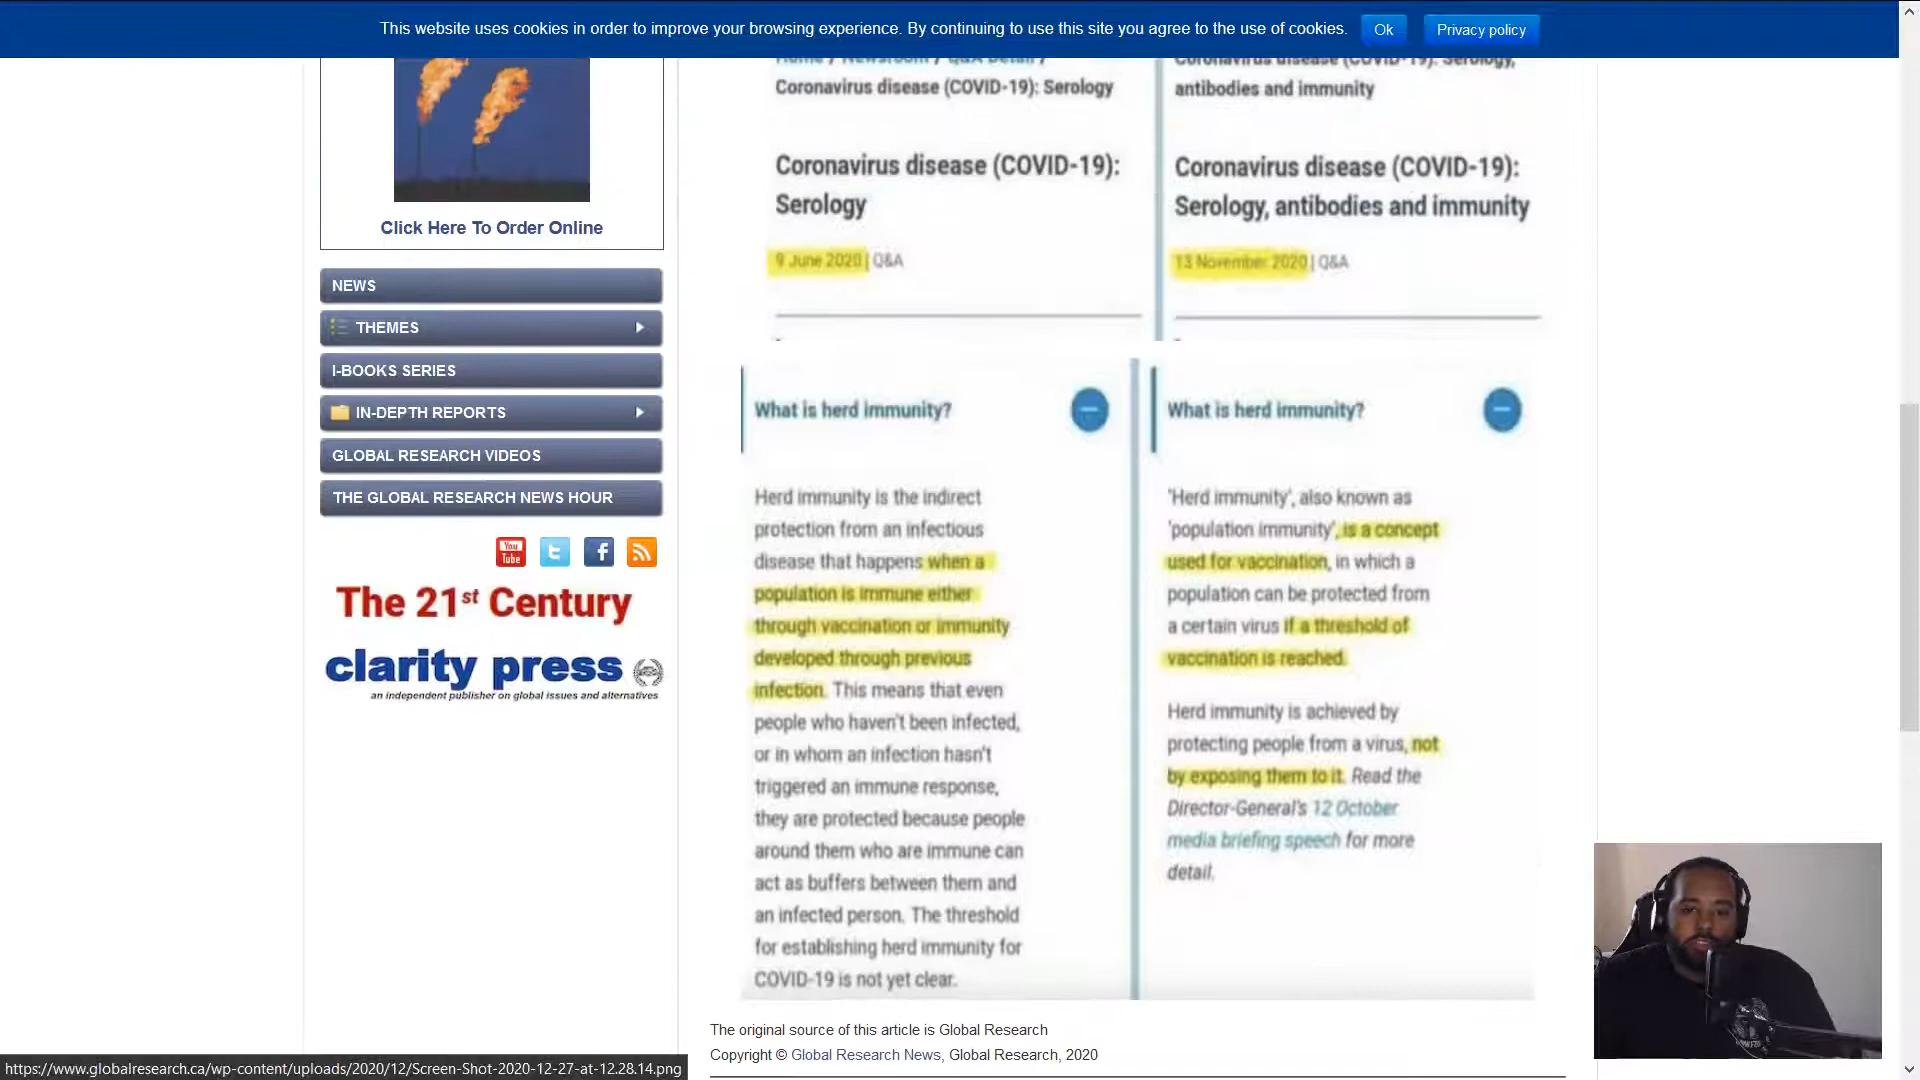 This website uses cookies in order to improve your browsing experience. By continuing to use this site you agree to the use of cookies. Ok Privacy policy
Click Here To Order Online
NEWS
THEMES
I-BOOKS SERIES
IN-DEPTH REPORTS
GLOBAL RESEARCH VIDEOS
THE GLOBAL RESEARCH NEWS HOUR
You
Tube
The 21st Century
clarity press
an independent publisher on global issues and alternatives
Home / Newsroom / Q&A Detail /
Coronavirus disease (COVID-19): Serology
Coronavirus disease (COVID-19):
Serology
9 June 2020 | Q&A
Coronavirus disease (COVID-19): Serology,
antibodies and immunity
Coronavirus disease (COVID-19):
Serology, antibodies and immunity
13 November 2020 | Q&A
What is herd immunity?
Herd immunity is the indirect
protection from an infectious
disease that happens when a
population is immune either
through vaccination or immunity
developed through previous
infection. This means that even
people who haven't been infected,
or in whom an infection hasn't
triggered an immune response,
they are protected because people
around them who are immune can
act as buffers between them and
an infected person. The threshold
for establishing herd immunity for
COVID-19 is not yet clear.
What is herd immunity?
'Herd immunity', also known as
'population immunity', is a concept
used for vaccination, in which a
population can be protected from
a certain virus if a threshold of
vaccination is reached.
Herd immunity is achieved by
protecting people from a virus, not
by exposing them to it. Read the
Director-General's 12 October
media briefing speech for more
detail.
The original source of this article is Global Research
Copyright © Global Research News, Global Research, 2020
https://www.globalresearch.ca/wp-content/uploads/2020/12/Screen-Shot-2020-12-27-at-12.28.14.png